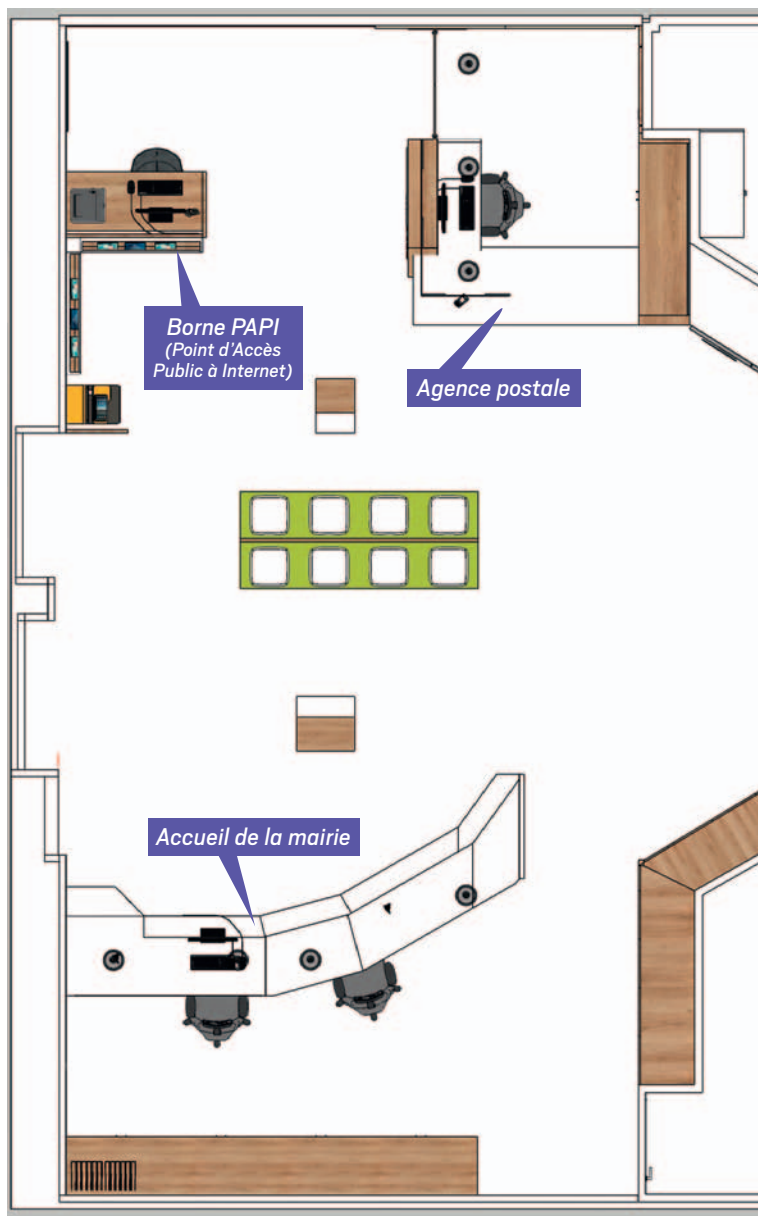 Borne PAPI
(Point d'Accès
Public à Internet)
Agence postale
Accueil de la mairie